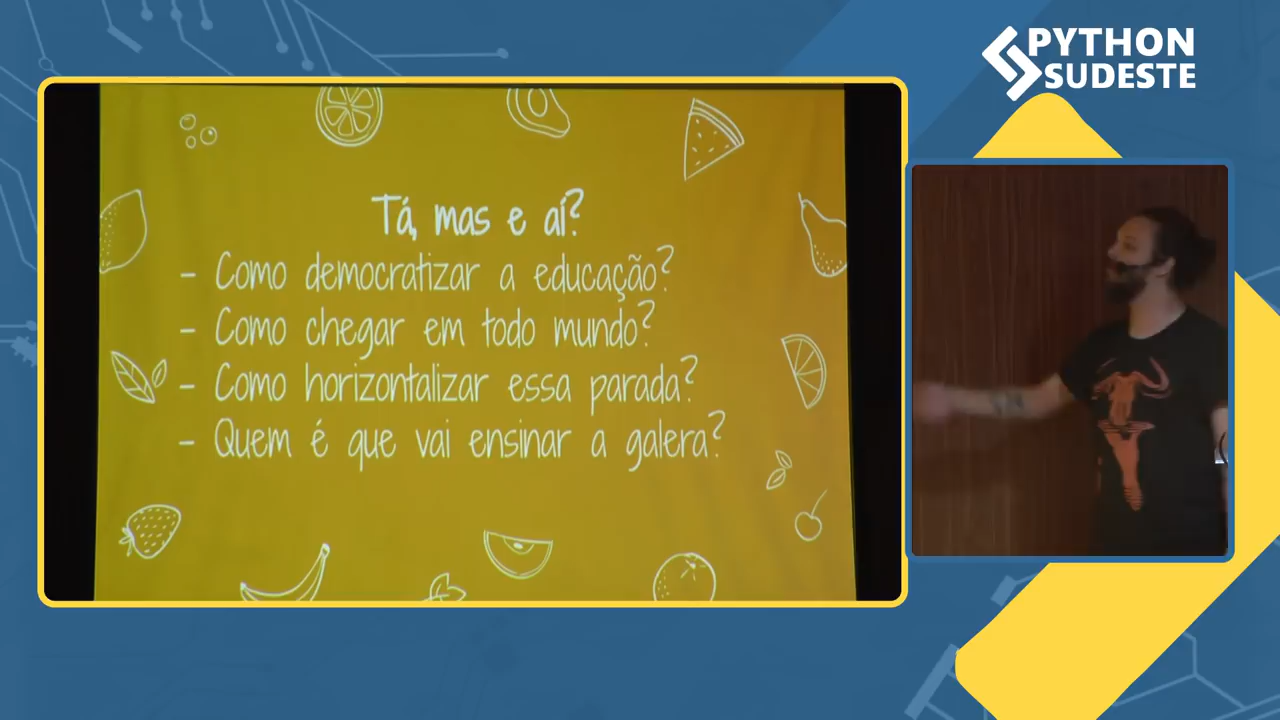 PYTHON
SUDESTE
Tá, mas e aí?
- Como democratizar a educação?
- Como chegar em todo mundo?
- Como horizontalizar essa parada?
- Quem é que vai ensinar a galera?